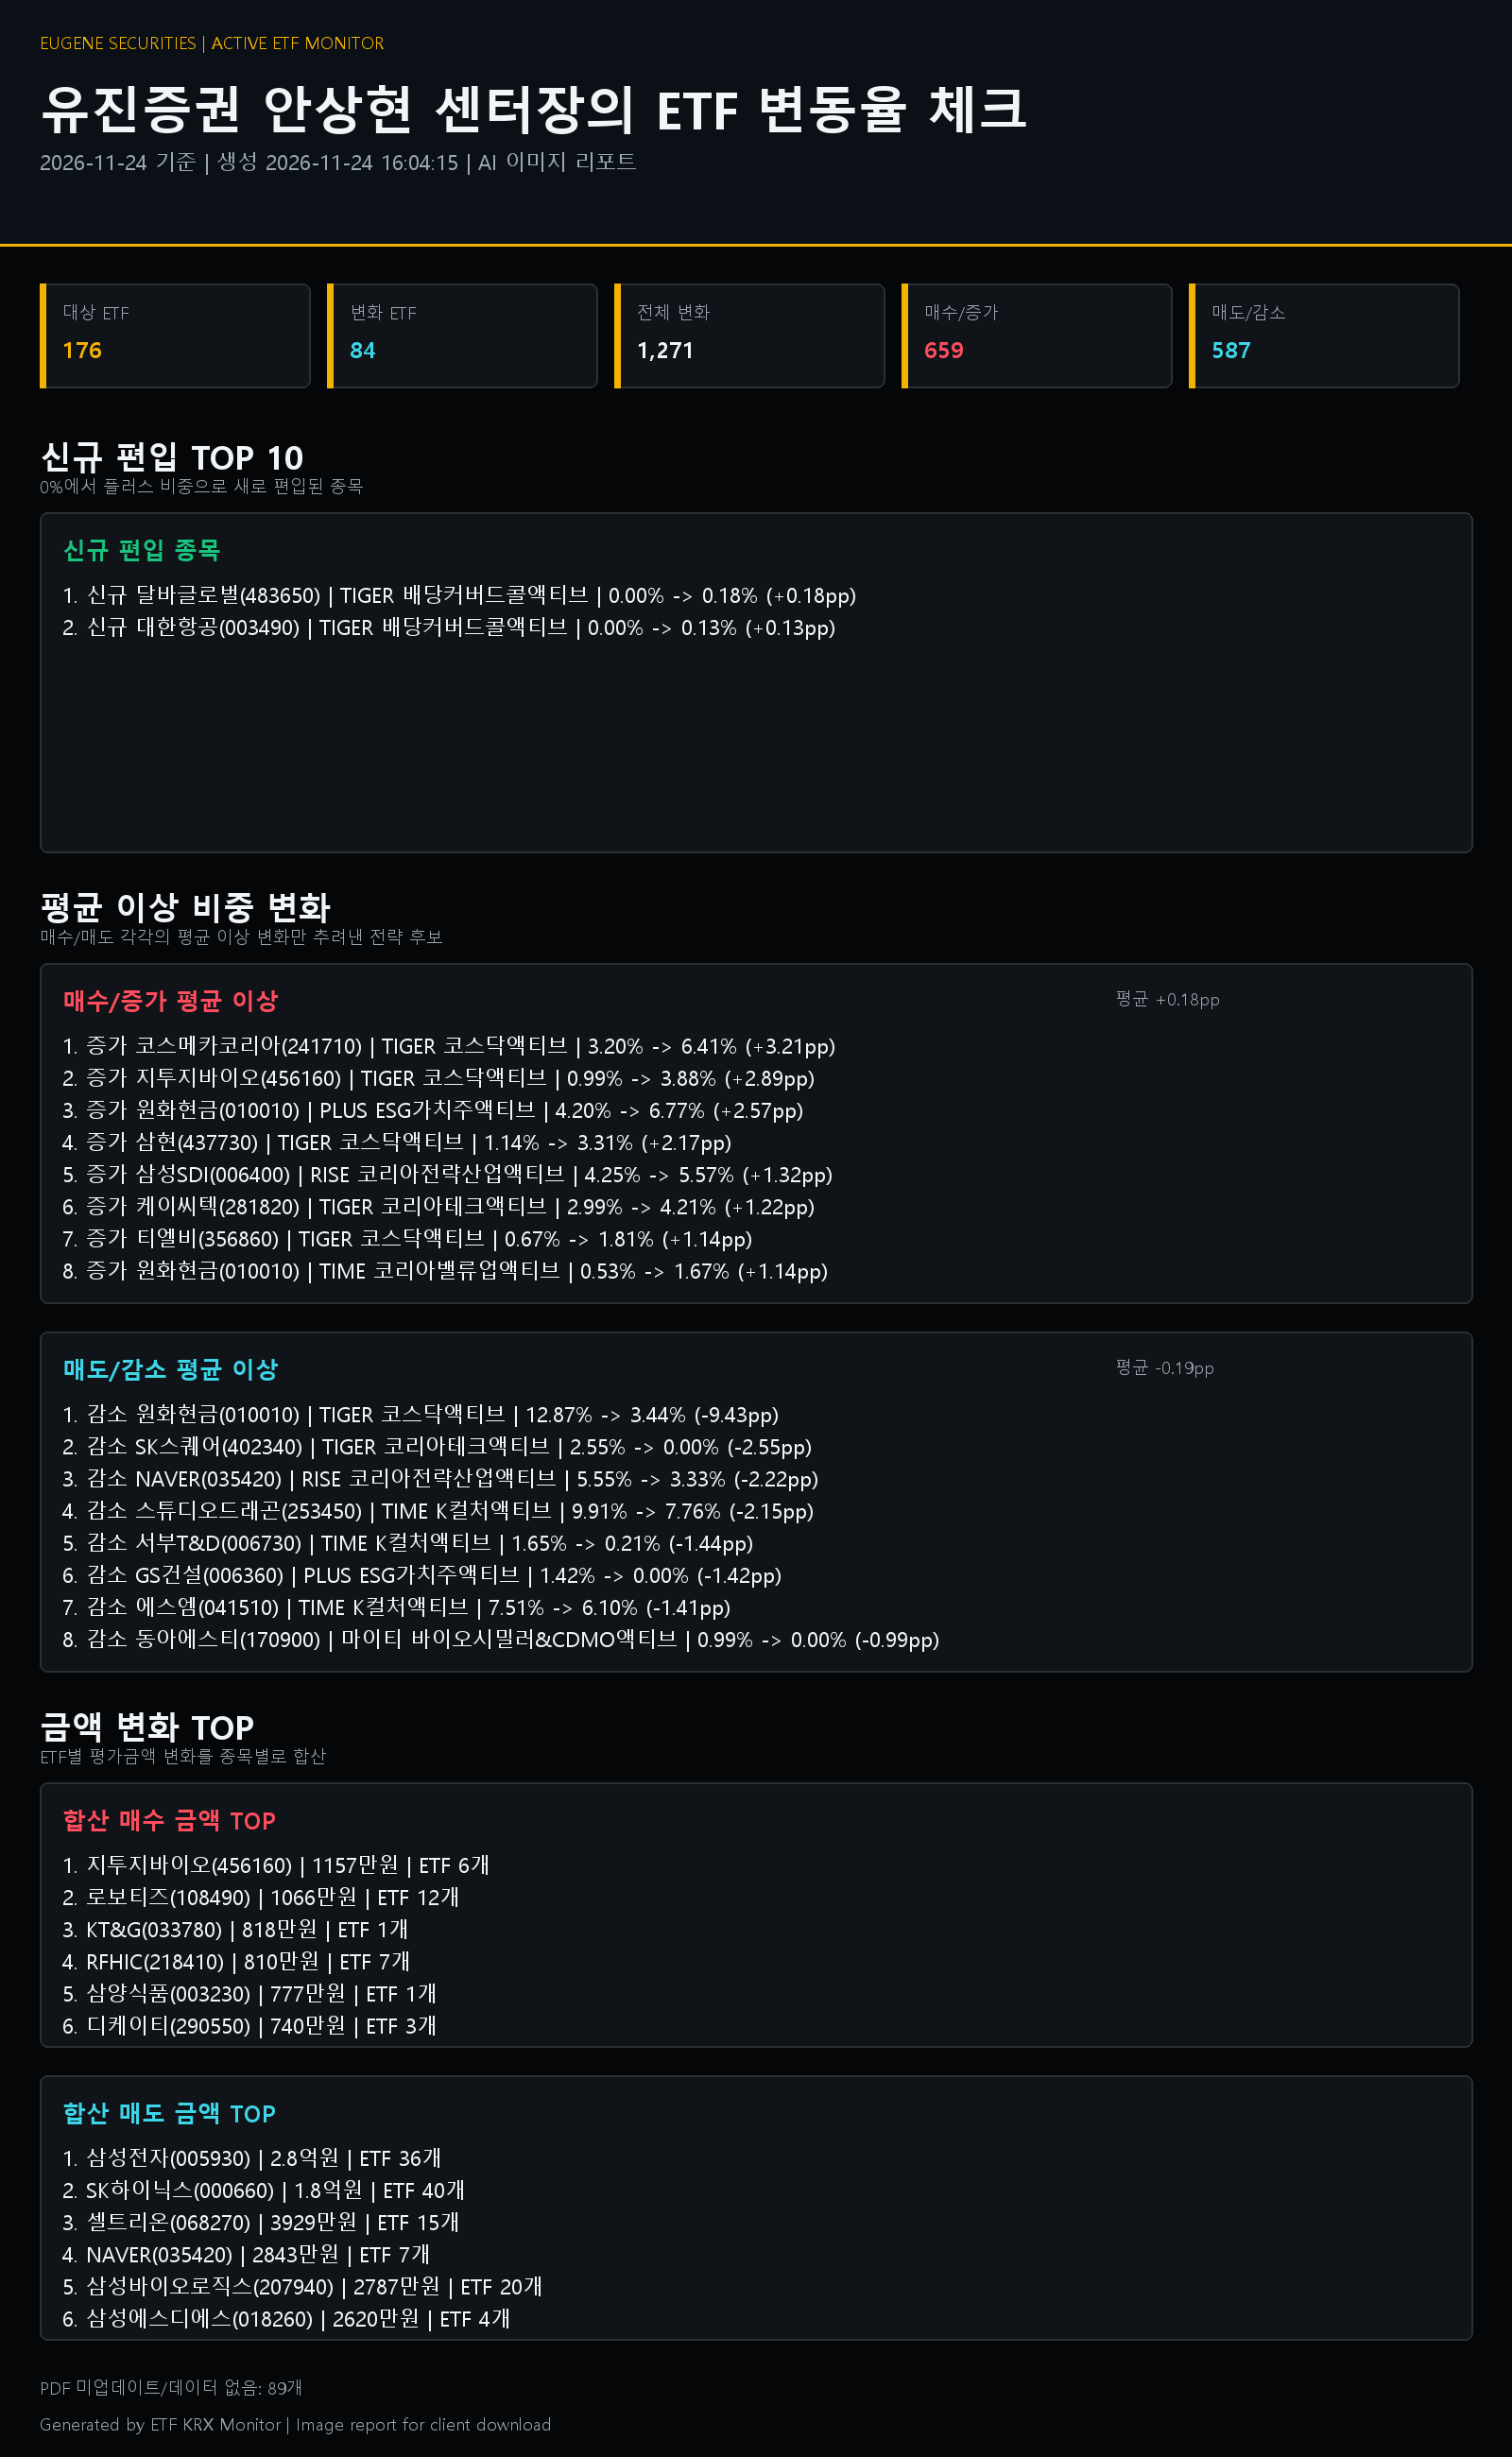 EUGENE SECURITIES | ACTIVE ETF MONITOR
유진증권 안상현 센터장의 ETF 변동율 체크
2026-11-24 기준 | 생성 2026-11-24 16:04:15 | AI 이미지 리포트
대상 ETF
176
변화 ETF
84
전체 변화
1,271
매수/증가
659
매도/감소
587
신규 편입 TOP 10
0%에서 플러스 비중으로 새로 편입된 종목
신규 편입 종목
1. 신규 달바글로벌(483650) | TIGER 배당커버드콜액티브 | 0.00% -> 0.18% (+0.18pp)
2. 신규 대한항공(003490) | TIGER 배당커버드콜액티브 | 0.00% -> 0.13% (+0.13pp)
평균 이상 비중 변화
매수/매도 각각의 평균 이상 변화만 추려낸 전략 후보
매수/증가 평균 이상
평균 +0.18pp
1. 증가 코스메카코리아(241710) | TIGER 코스닥액티브 | 3.20% -> 6.41% (+3.21pp)
2. 증가 지투지바이오(456160) | TIGER 코스닥액티브 | 0.99% -> 3.88% (+2.89pp)
3. 증가 원화현금(010010) | PLUS ESG가치주액티브 | 4.20% -> 6.77% (+2.57pp)
4. 증가 삼현(437730) | TIGER 코스닥액티브 | 1.14% -> 3.31% (+2.17pp)
5. 증가 삼성SDI(006400) | RISE 코리아전략산업액티브 | 4.25% -> 5.57% (+1.32pp)
6. 증가 케이씨텍(281820) | TIGER 코리아테크액티브 | 2.99% -> 4.21% (+1.22pp)
7. 증가 티엘비(356860) | TIGER 코스닥액티브 | 0.67% -> 1.81% (+1.14pp)
8. 증가 원화현금(010010) | TIME 코리아밸류업액티브 | 0.53% -> 1.67% (+1.14pp)
매도/감소 평균 이상
평균 -0.19pp
1. 감소 원화현금(010010) | TIGER 코스닥액티브 | 12.87% -> 3.44% (-9.43pp)
2. 감소 SK스퀘어(402340) | TIGER 코리아테크액티브 | 2.55% -> 0.00% (-2.55pp)
3. 감소 NAVER(035420) | RISE 코리아전략산업액티브 | 5.55% -> 3.33% (-2.22pp)
4. 감소 스튜디오드래곤(253450) | TIME K컬처액티브 | 9.91% -> 7.76% (-2.15pp)
5. 감소 서부T&D(006730) | TIME K컬처액티브 | 1.65% -> 0.21% (-1.44pp)
6. 감소 GS건설(006360) | PLUS ESG가치주액티브 | 1.42% -> 0.00% (-1.42pp)
7. 감소 에스엠(041510) | TIME K컬처액티브 | 7.51% -> 6.10% (-1.41pp)
8. 감소 동아에스티(170900) | 마이티 바이오시밀러&CDMO액티브 | 0.99% -> 0.00% (-0.99pp)
금액 변화 TOP
ETF별 평가금액 변화를 종목별로 합산
합산 매수 금액 TOP
1. 지투지바이오(456160) | 1157만원 | ETF 6개
2. 로보티즈(108490) | 1066만원 | ETF 12개
3. KT&G(033780) | 818만원 | ETF 1개
4. RFHIC(218410) | 810만원 | ETF 7개
5. 삼양식품(003230) | 777만원 | ETF 1개
6. 디케이티(290550) | 740만원 | ETF 3개
합산 매도 금액 TOP
1. 삼성전자(005930) | 2.8억원 | ETF 36개
2. SK하이닉스(000660) | 1.8억원 | ETF 40개
3. 셀트리온(068270) | 3929만원 | ETF 15개
4. NAVER(035420) | 2843만원 | ETF 7개
5. 삼성바이오로직스(207940) | 2787만원 | ETF 20개
6. 삼성에스디에스(018260) | 2620만원 | ETF 4개
PDF 미업데이트/데이터 없음: 89개
Generated by ETF KRX Monitor | Image report for client download